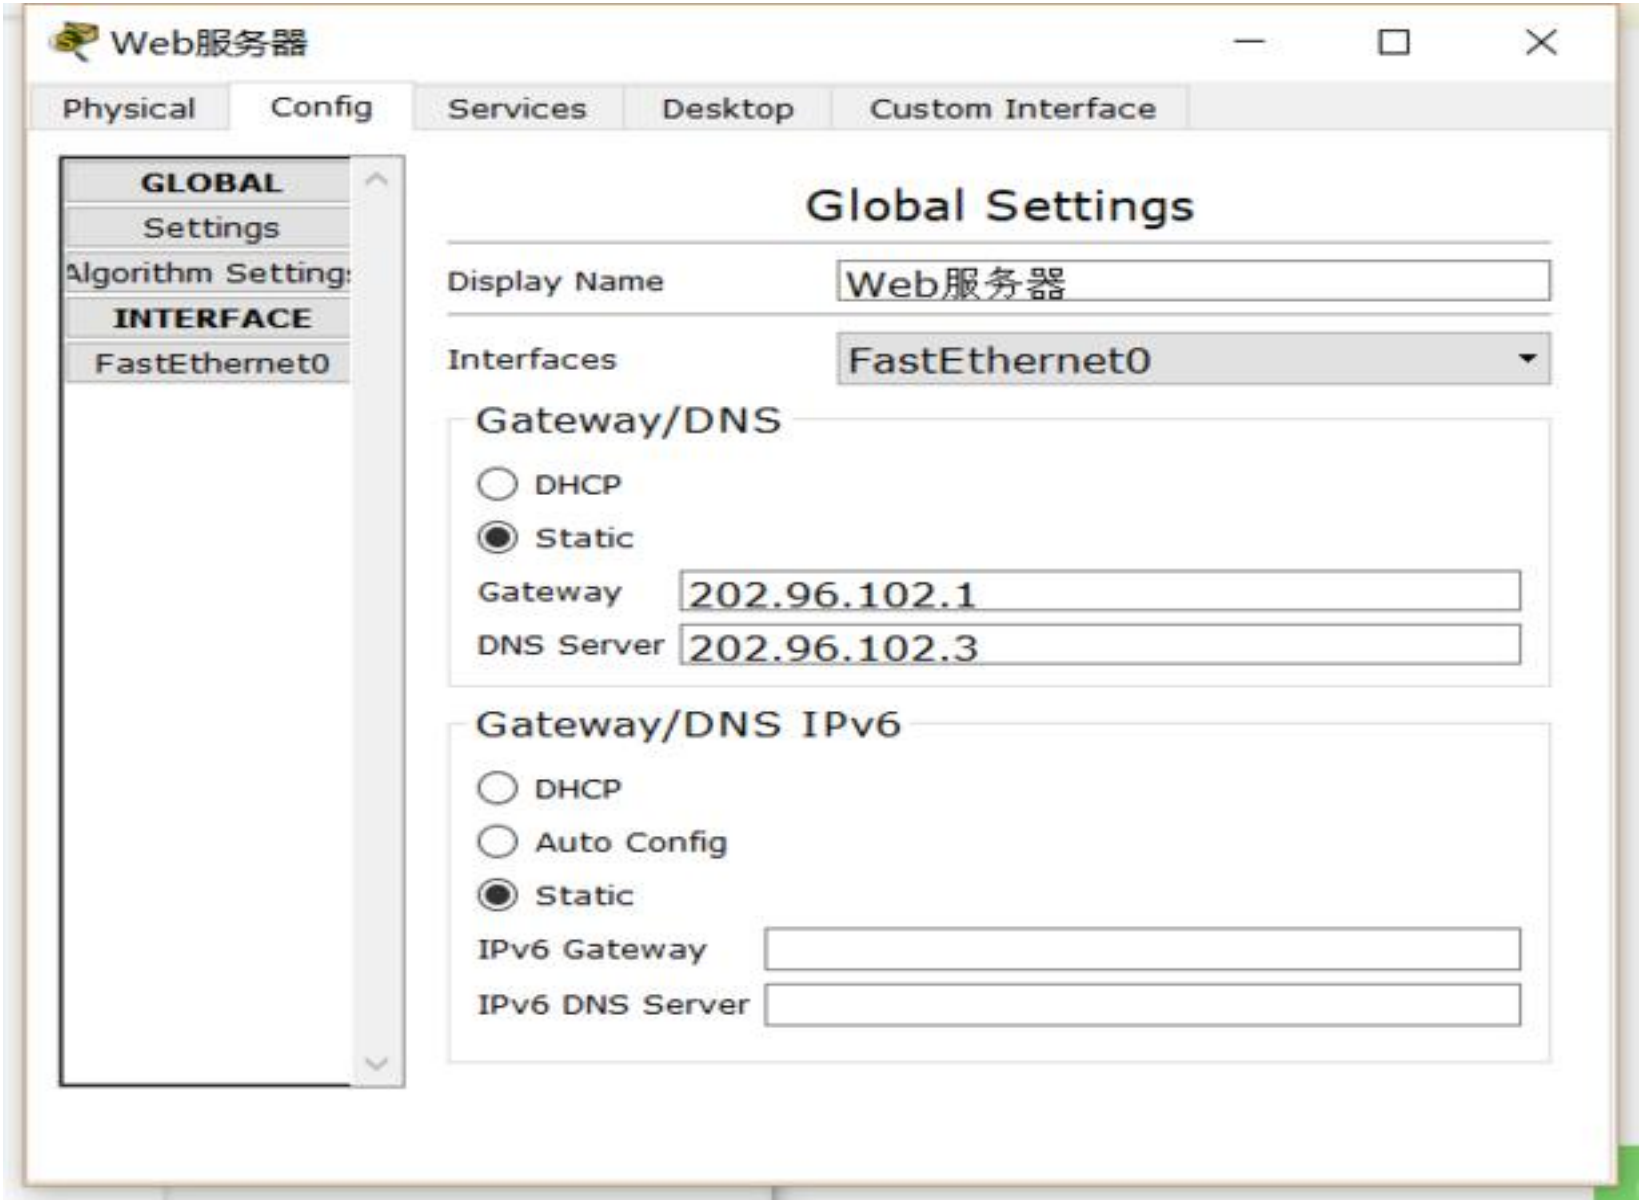 Web服务器
Physical Config Services Desktop Custom Interface
GLOBAL
Settings
Algorithm Settings
INTERFACE
FastEthernet0
Global Settings
Display Name Web服务器
Interfaces FastEthernet0
Gateway/DNS
DHCP
Static
Gateway 202.96.102.1
DNS Server 202.96.102.3
Gateway/DNS IPv6
DHCP
Auto Config
Static
IPv6 Gateway
IPv6 DNS Server